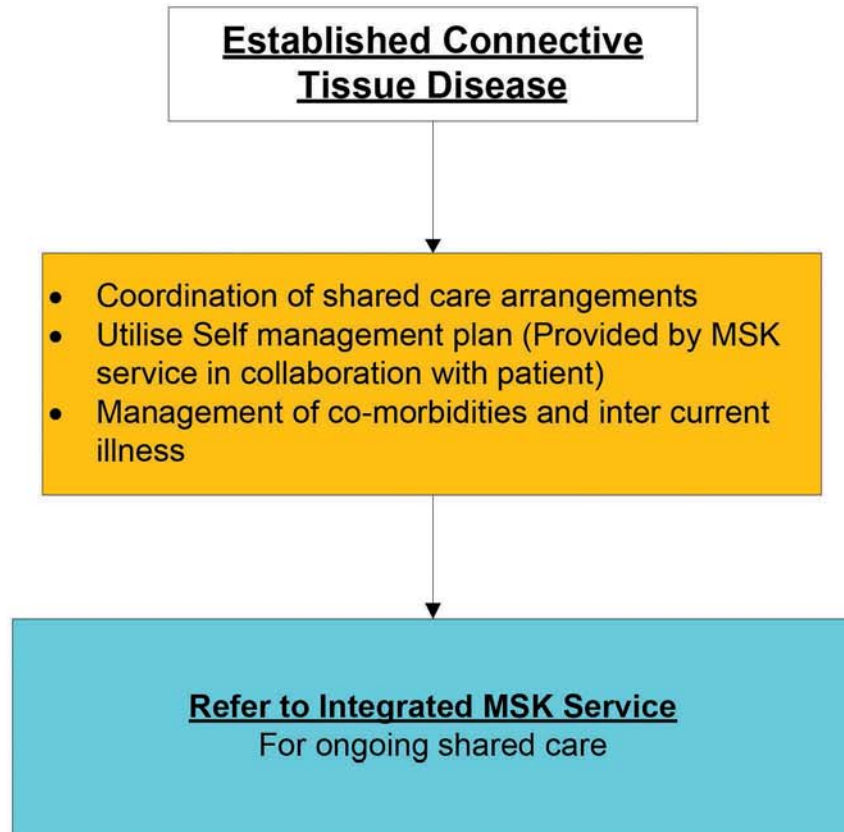 Established Connective
Tissue Disease
• Coordination of shared care arrangements
• Utilise Self management plan (Provided by MSK
service in collaboration with patient)
• Management of co-morbidities and inter current
illness
Refer to Integrated MSK Service
For ongoing shared care